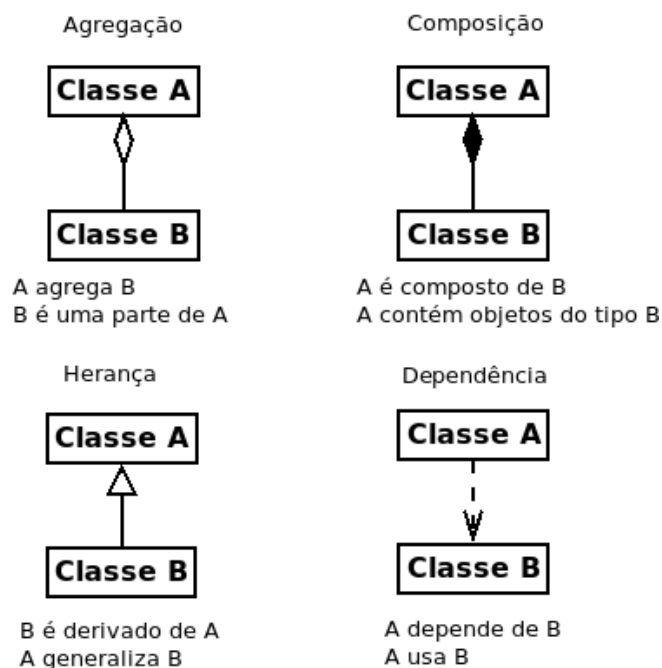 Agregação
Classe A
Classe B
A agrega B
B é uma parte de A
Composição
Classe A
Classe B
A é composto de B
A contém objetos do tipo B
Herança
Classe A
Classe B
B é derivado de A
A generaliza B
Dependência
Classe A
Classe B
A depende de B
A usa B